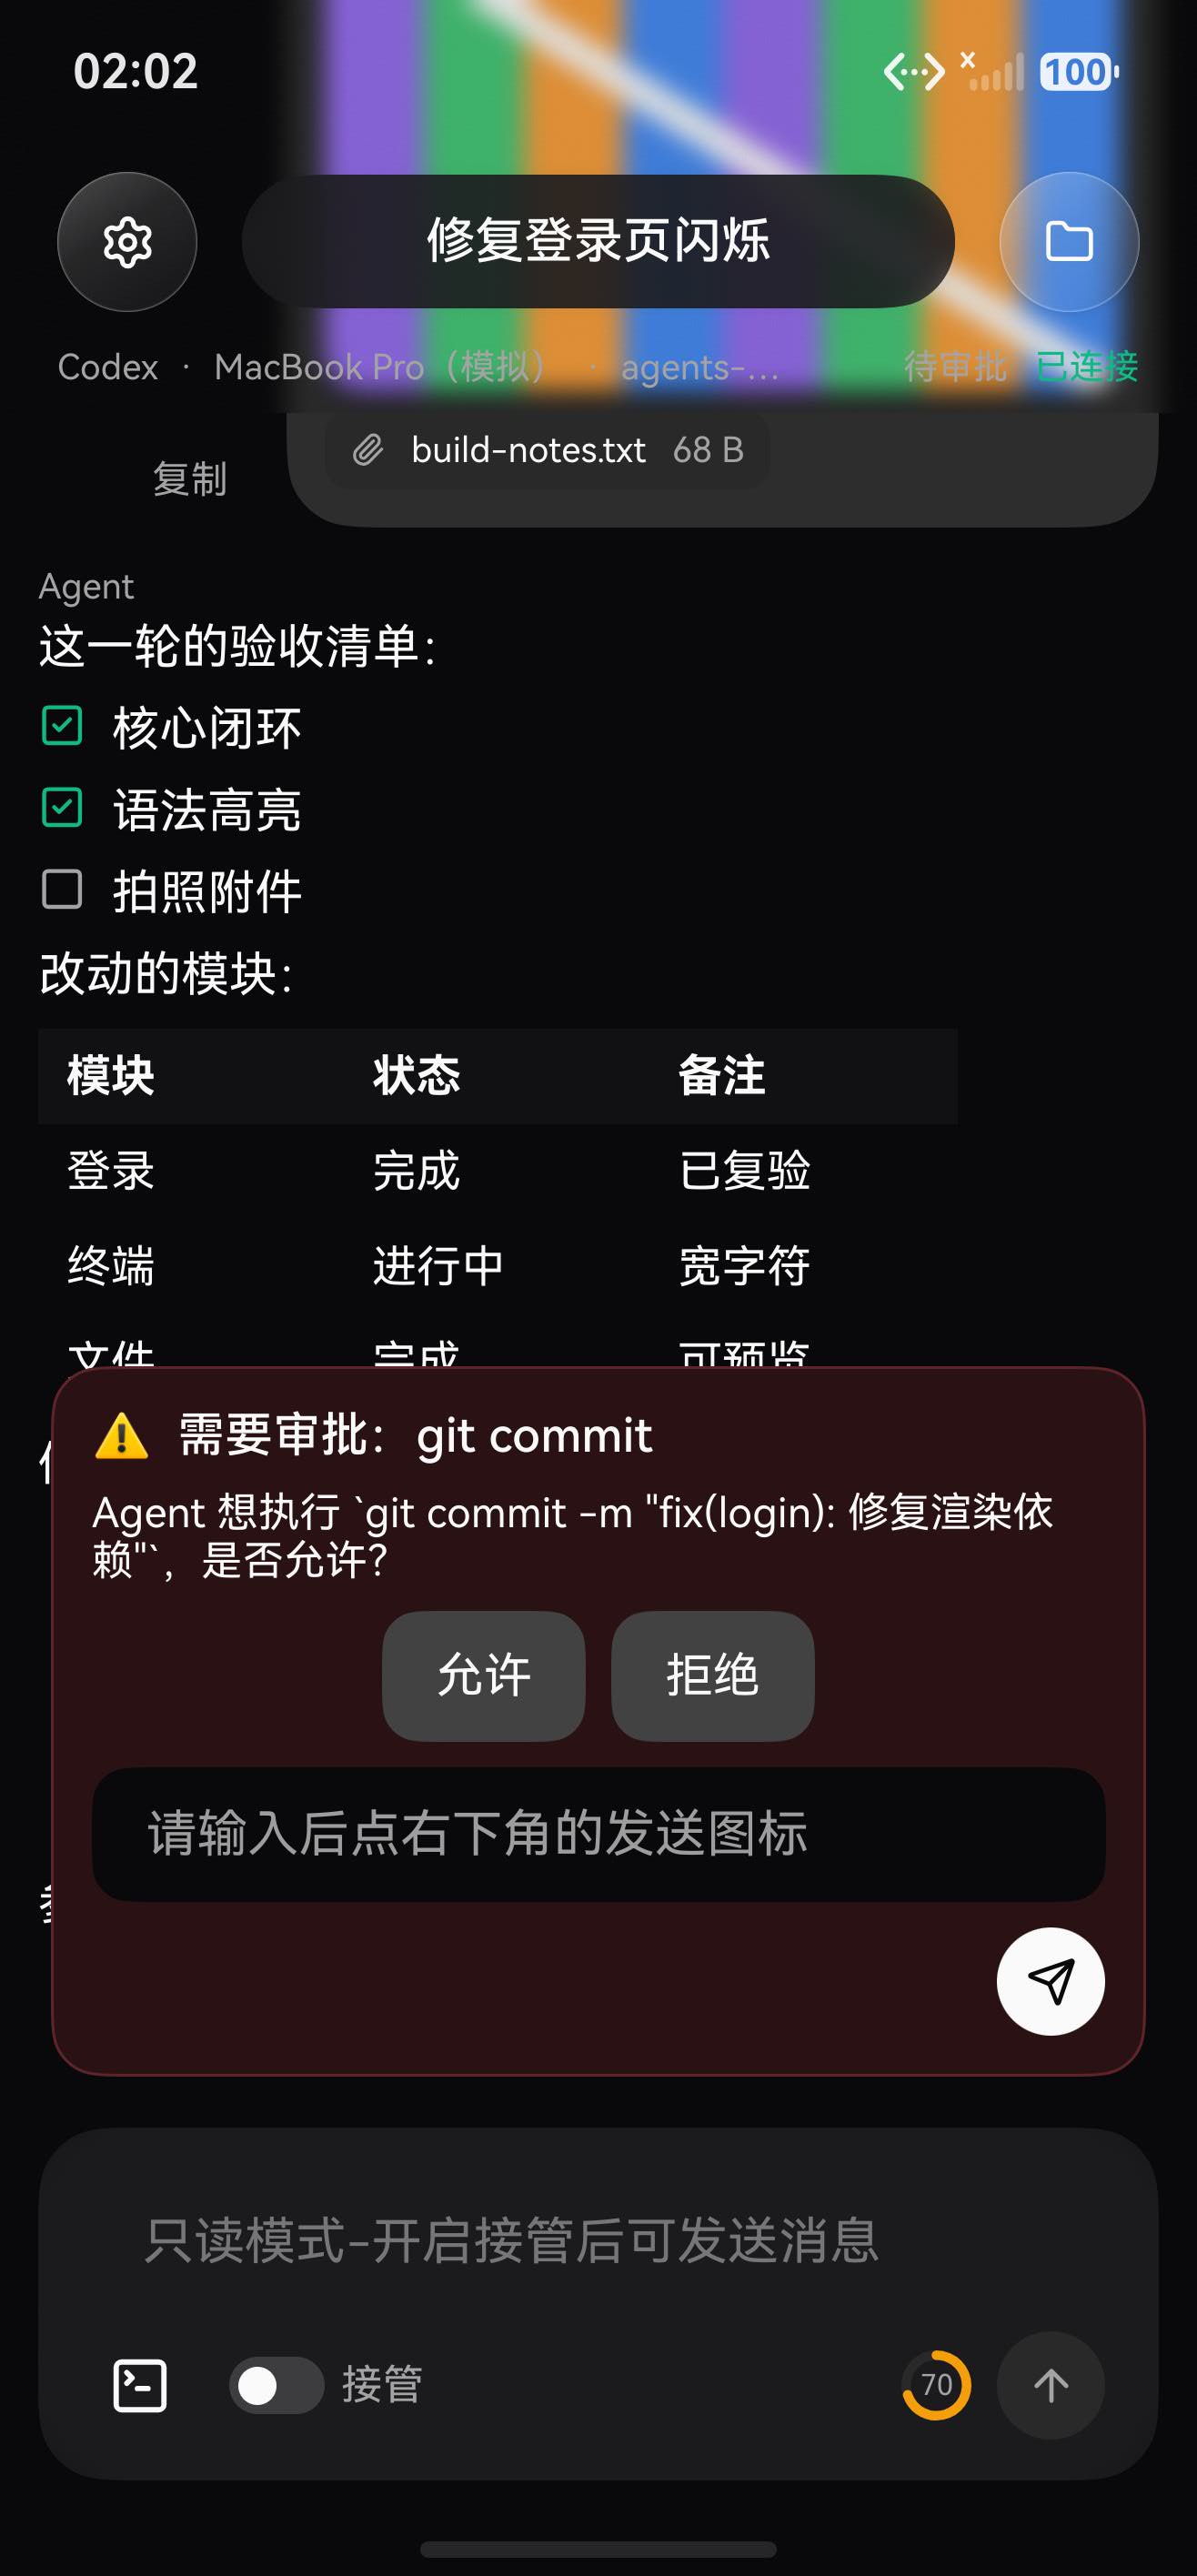 02:02
100
修复登录页闪烁
Codex · MacBook Pro（模拟） · agents-… 待审批 已连接
build-notes.txt 68 B
复制
Agent
这一轮的验收清单：
核心闭环
语法高亮
拍照附件
改动的模块：
模块 状态 备注
登录 完成 已复验
终端 进行中 宽字符
文件 完成 可预览
需要审批：git commit
Agent 想执行 `git commit -m "fix(login): 修复渲染依
赖"`，是否允许？
允许 拒绝
请输入后点右下角的发送图标
只读模式-开启接管后可发送消息
接管 70